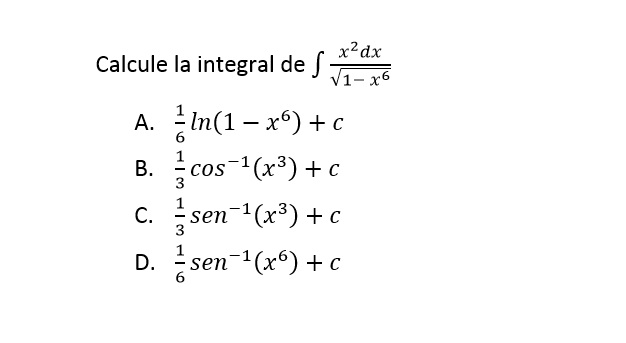 Calcule la integral de ∫ x²dx / √1− x⁶
A. 1/6 ln(1 − x⁶) + c
B. 1/3 cos⁻¹(x³) + c
C. 1/3 sen⁻¹(x³) + c
D. 1/6 sen⁻¹(x⁶) + c